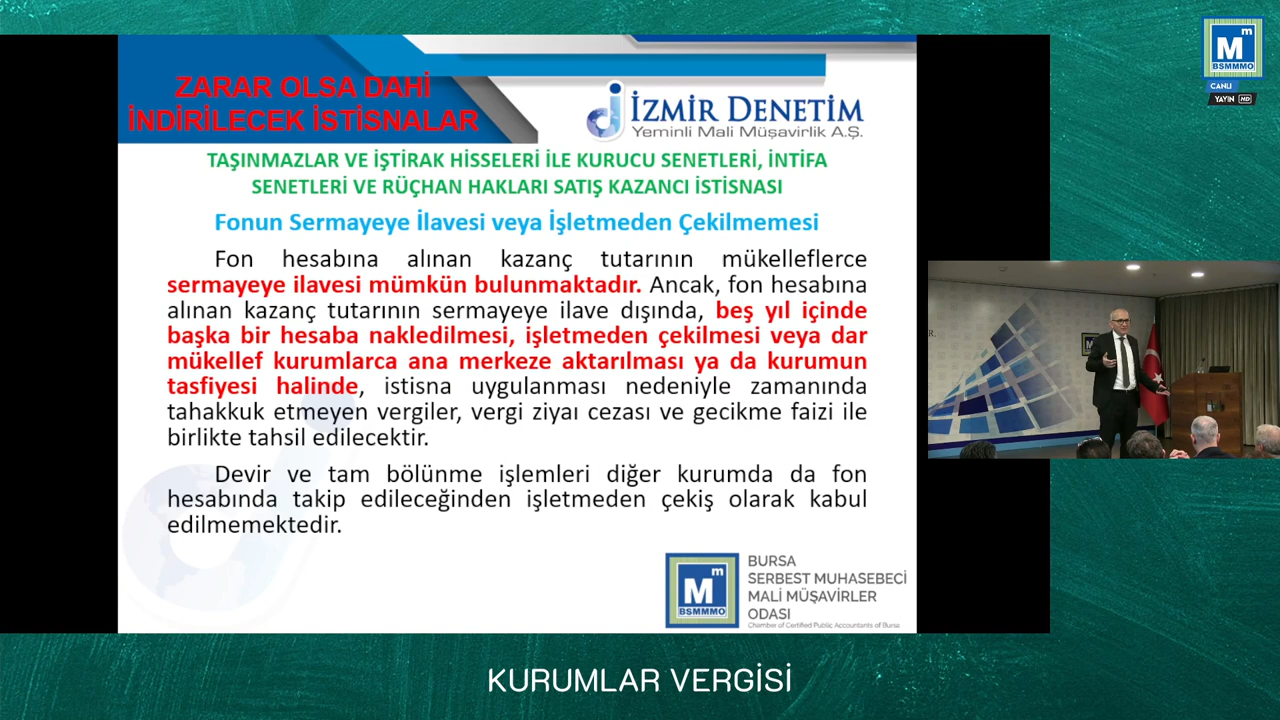 ZARAR OLSA DAHİ
İNDİRİLECEK İSTİSNALAR
İZMİR DENETİM
Yeminli Mali Müşavirlik A.Ş.
TAŞINMAZLAR VE İŞTİRAK HİSSELERİ İLE KURUCU SENETLERİ, İNTİFA
SENETLERİ VE RÜÇHAN HAKLARI SATIŞ KAZANCI İSTİSNASI
Fonun Sermayeye İlavesi veya İşletmeden Çekilmemesi
Fon hesabına alınan kazanç tutarının mükelleflerce
sermayeye ilavesi mümkün bulunmaktadır. Ancak, fon hesabına
alınan kazanç tutarının sermayeye ilave dışında, beş yıl içinde
başka bir hesaba nakledilmesi, işletmeden çekilmesi veya dar
mükellef kurumlarca ana merkeze aktarılması ya da kurumun
tasfiyesi halinde, istisna uygulanması nedeniyle zamanında
tahakkuk etmeyen vergiler, vergi ziyaı cezası ve gecikme faizi ile
birlikte tahsil edilecektir.
Devir ve tam bölünme işlemleri diğer kurumda da fon
hesabında takip edileceğinden işletmeden çekiş olarak kabul
edilmemektedir.
Mm
BSMMMO
BURSA
SERBEST MUHASEBECİ
MALİ MÜŞAVİRLER
ODASI
Chamber of Certified Public Accountants of Bursa
Mm
BSMMMO
CANLI
YAYIN HD
KURUMLAR VERGİSİ